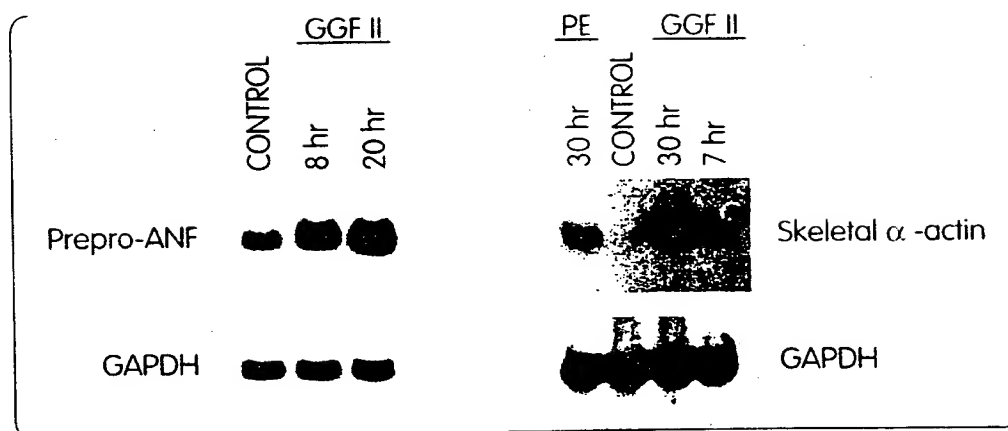 GGF II
PE GGF II
CONTROL
8 hr
20 hr
30 hr
CONTROL
30 hr
7 hr
Prepro-ANF
Skeletal α -actin
GAPDH
GAPDH